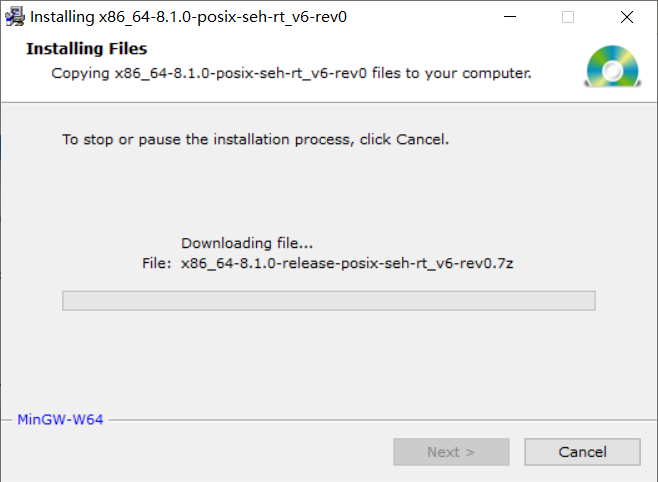 Installing x86_64-8.1.0-posix-seh-rt_v6-rev0
Installing Files
Copying x86_64-8.1.0-posix-seh-rt_v6-rev0 files to your computer.
To stop or pause the installation process, click Cancel.
Downloading file...
File: x86_64-8.1.0-release-posix-seh-rt_v6-rev0.7z
MinGW-W64
Next >
Cancel